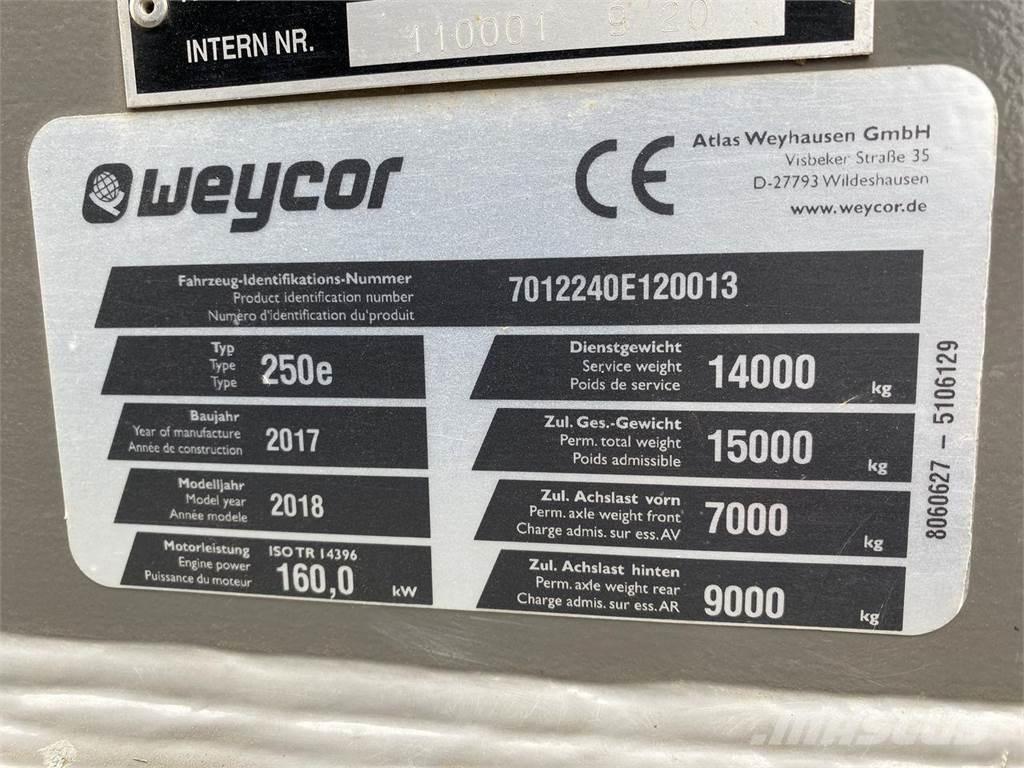 INTERN NR. 110001 9 20
weycor
CE
Atlas Weyhausen GmbH
Visbeker Straße 35
D-27793 Wildeshausen
www.weycor.de
Fahrzeug-Identifikations-Nummer
Product identification number
Numéro d'identification du'produit
7012240E120013
Typ
Type
Type
250e
Baujahr
Year of manufacture
Année de construction
2017
Modelljahr
Model year
Année modele
2018
Motorleistung
Engine power
Puissance du moteur
ISO TR 14396
160,0 kW
Dienstgewicht
Service weight
Poids de service
14000 kg
Zul. Ges.-Gewicht
Perm. total weight
Poids admissible
15000 kg
Zul. Achslast vorn
Perm. axle weight front
Charge admis. sur ess. AV
7000 kg
Zul. Achslast hinten
Perm. axle weight rear
Charge admis. sur ess. AR
9000 kg
8060627 - 5106129
MASCUS